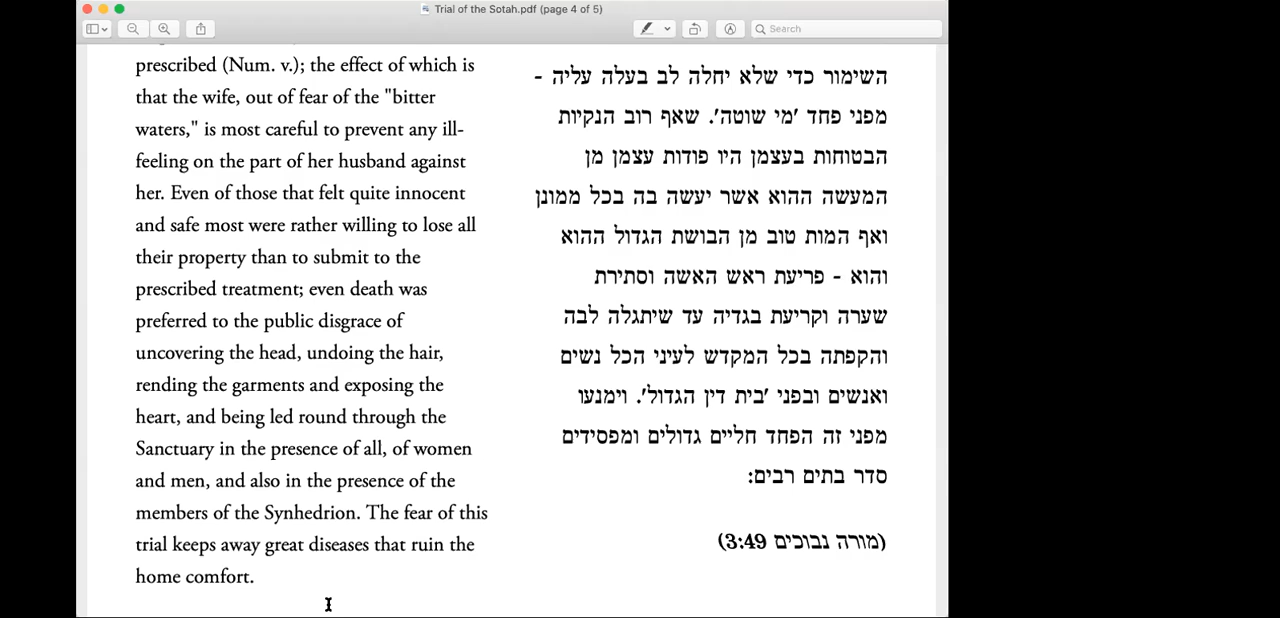 Trial of the Sotah.pdf (page 4 of 5)
Search
prescribed (Num. v.); the effect of which is
that the wife, out of fear of the "bitter
waters," is most careful to prevent any ill-
feeling on the part of her husband against
her. Even of those that felt quite innocent
and safe most were rather willing to lose all
their property than to submit to the
prescribed treatment; even death was
preferred to the public disgrace of
uncovering the head, undoing the hair,
rending the garments and exposing the
heart, and being led round through the
Sanctuary in the presence of all, of women
and men, and also in the presence of the
members of the Synhedrion. The fear of this
trial keeps away great diseases that ruin the
home comfort.
השימור כדי שלא יחלה לב בעלה עליה -
מפני פחד 'מי שוטה'. שאף רוב הנקיות
הבטוחות בעצמן היו פודות עצמן מן
המעשה ההוא אשר יעשה בה בכל ממונן
ואף המות טוב מן הבושת הגדול ההוא
והוא - פריעת ראש האשה וסתירת
שערה וקריעת בגדיה עד שיתגלה לבה
והקפתה בכל המקדש לעיני הכל נשים
ואנשים ובפני 'בית דין הגדול'. וימנעו
מפני זה הפחד חליים גדולים ומפסידים
סדר בתים רבים:
(מורה נבוכים 3:49)